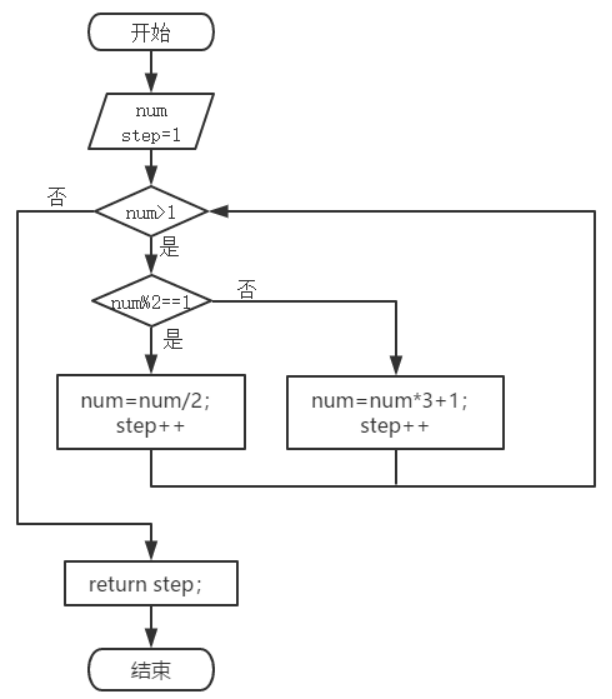 开始
num
step=1
否
num>1
是
num%2==1
否
是
num=num/2;
step++
num=num*3+1;
step++
return step;
结束